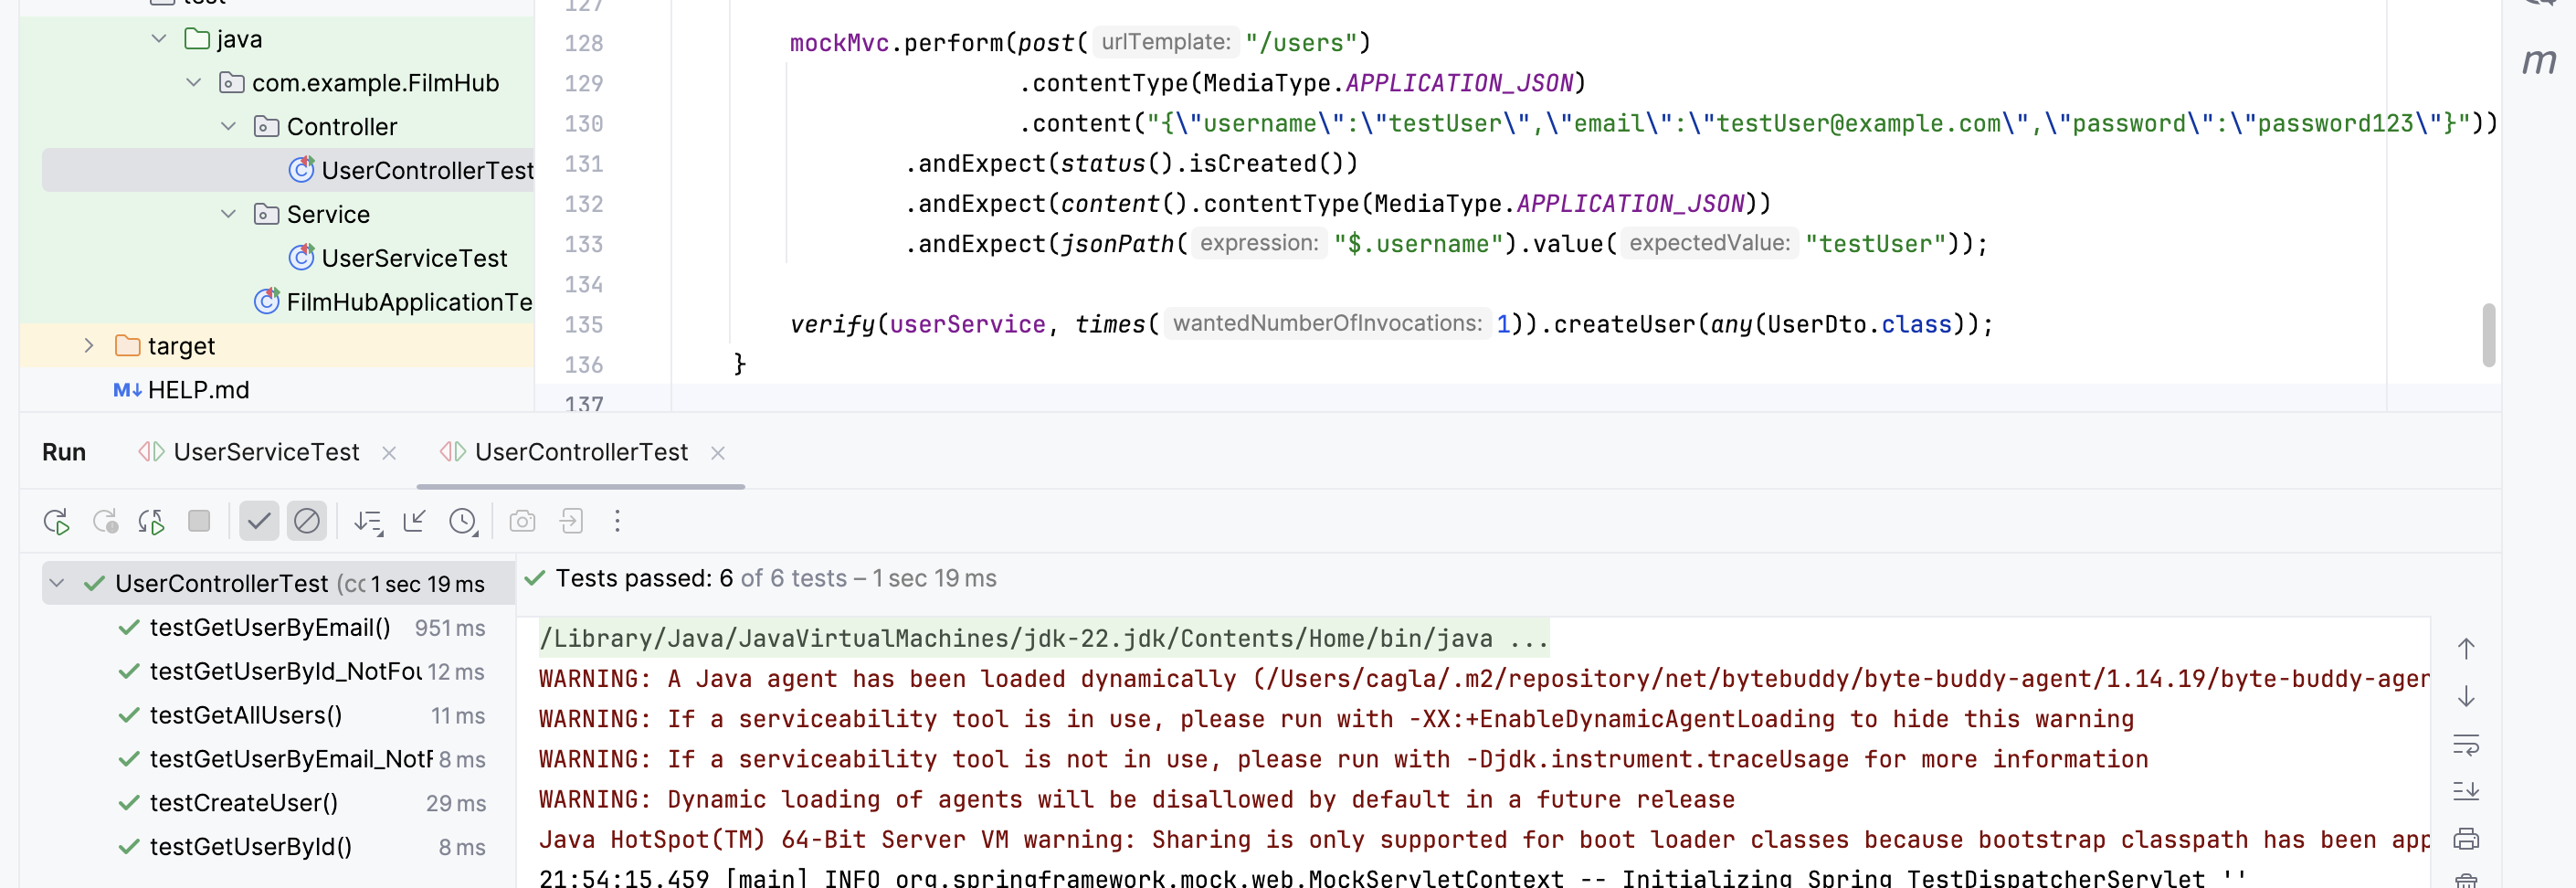 test
java
com.example.FilmHub
Controller
UserControllerTest
Service
UserServiceTest
FilmHubApplicationTe
target
M↓ HELP.md
127
128 mockMvc.perform(post( urlTemplate: "/users")
129 .contentType(MediaType.APPLICATION_JSON)
130 .content("{\"username\":\"testUser\",\"email\":\"testUser@example.com\",\"password\":\"password123\"}"))
131 .andExpect(status().isCreated())
132 .andExpect(content().contentType(MediaType.APPLICATION_JSON))
133 .andExpect(jsonPath( expression: "$.username").value( expectedValue: "testUser"));
134
135 verify(userService, times( wantedNumberOfInvocations: 1)).createUser(any(UserDto.class));
136 }
137
m
Run UserServiceTest × UserControllerTest ×
UserControllerTest (cc 1 sec 19 ms
testGetUserByEmail() 951 ms
testGetUserById_NotFou 12 ms
testGetAllUsers() 11 ms
testGetUserByEmail_NotF 8 ms
testCreateUser() 29 ms
testGetUserById() 8 ms
Tests passed: 6 of 6 tests – 1 sec 19 ms
/Library/Java/JavaVirtualMachines/jdk-22.jdk/Contents/Home/bin/java ...
WARNING: A Java agent has been loaded dynamically (/Users/cagla/.m2/repository/net/bytebuddy/byte-buddy-agent/1.14.19/byte-buddy-agen
WARNING: If a serviceability tool is in use, please run with -XX:+EnableDynamicAgentLoading to hide this warning
WARNING: If a serviceability tool is not in use, please run with -Djdk.instrument.traceUsage for more information
WARNING: Dynamic loading of agents will be disallowed by default in a future release
Java HotSpot(TM) 64-Bit Server VM warning: Sharing is only supported for boot loader classes because bootstrap classpath has been app
21:54:15.459 [main] INFO org.springframework.mock.web.MockServletContext -- Initializing Spring TestDispatcherServlet ''